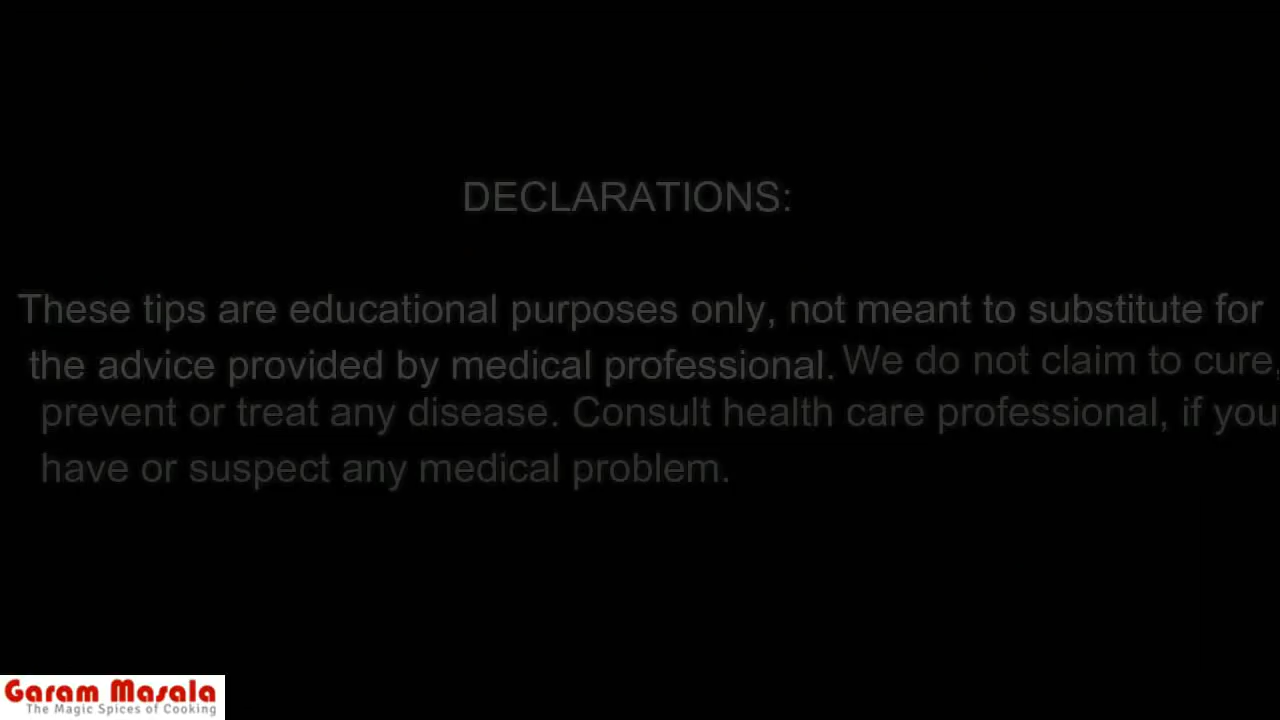 DECLARATIONS:
These tips are educational purposes only, not meant to substitute for
the advice provided by medical professional. We do not claim to cure,
prevent or treat any disease. Consult health care professional, if you
have or suspect any medical problem.
Garam Masala
The Magic Spices of Cooking